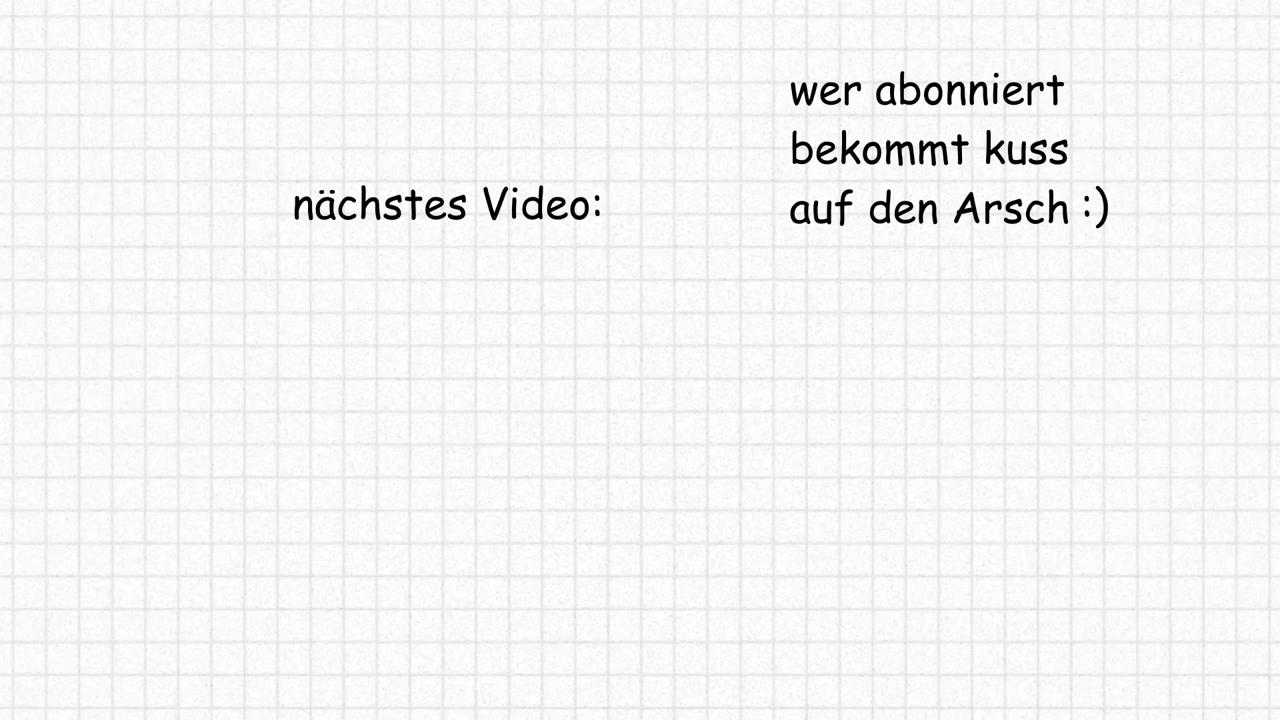 nächstes Video:
wer abonniert
bekommt kuss
auf den Arsch :)